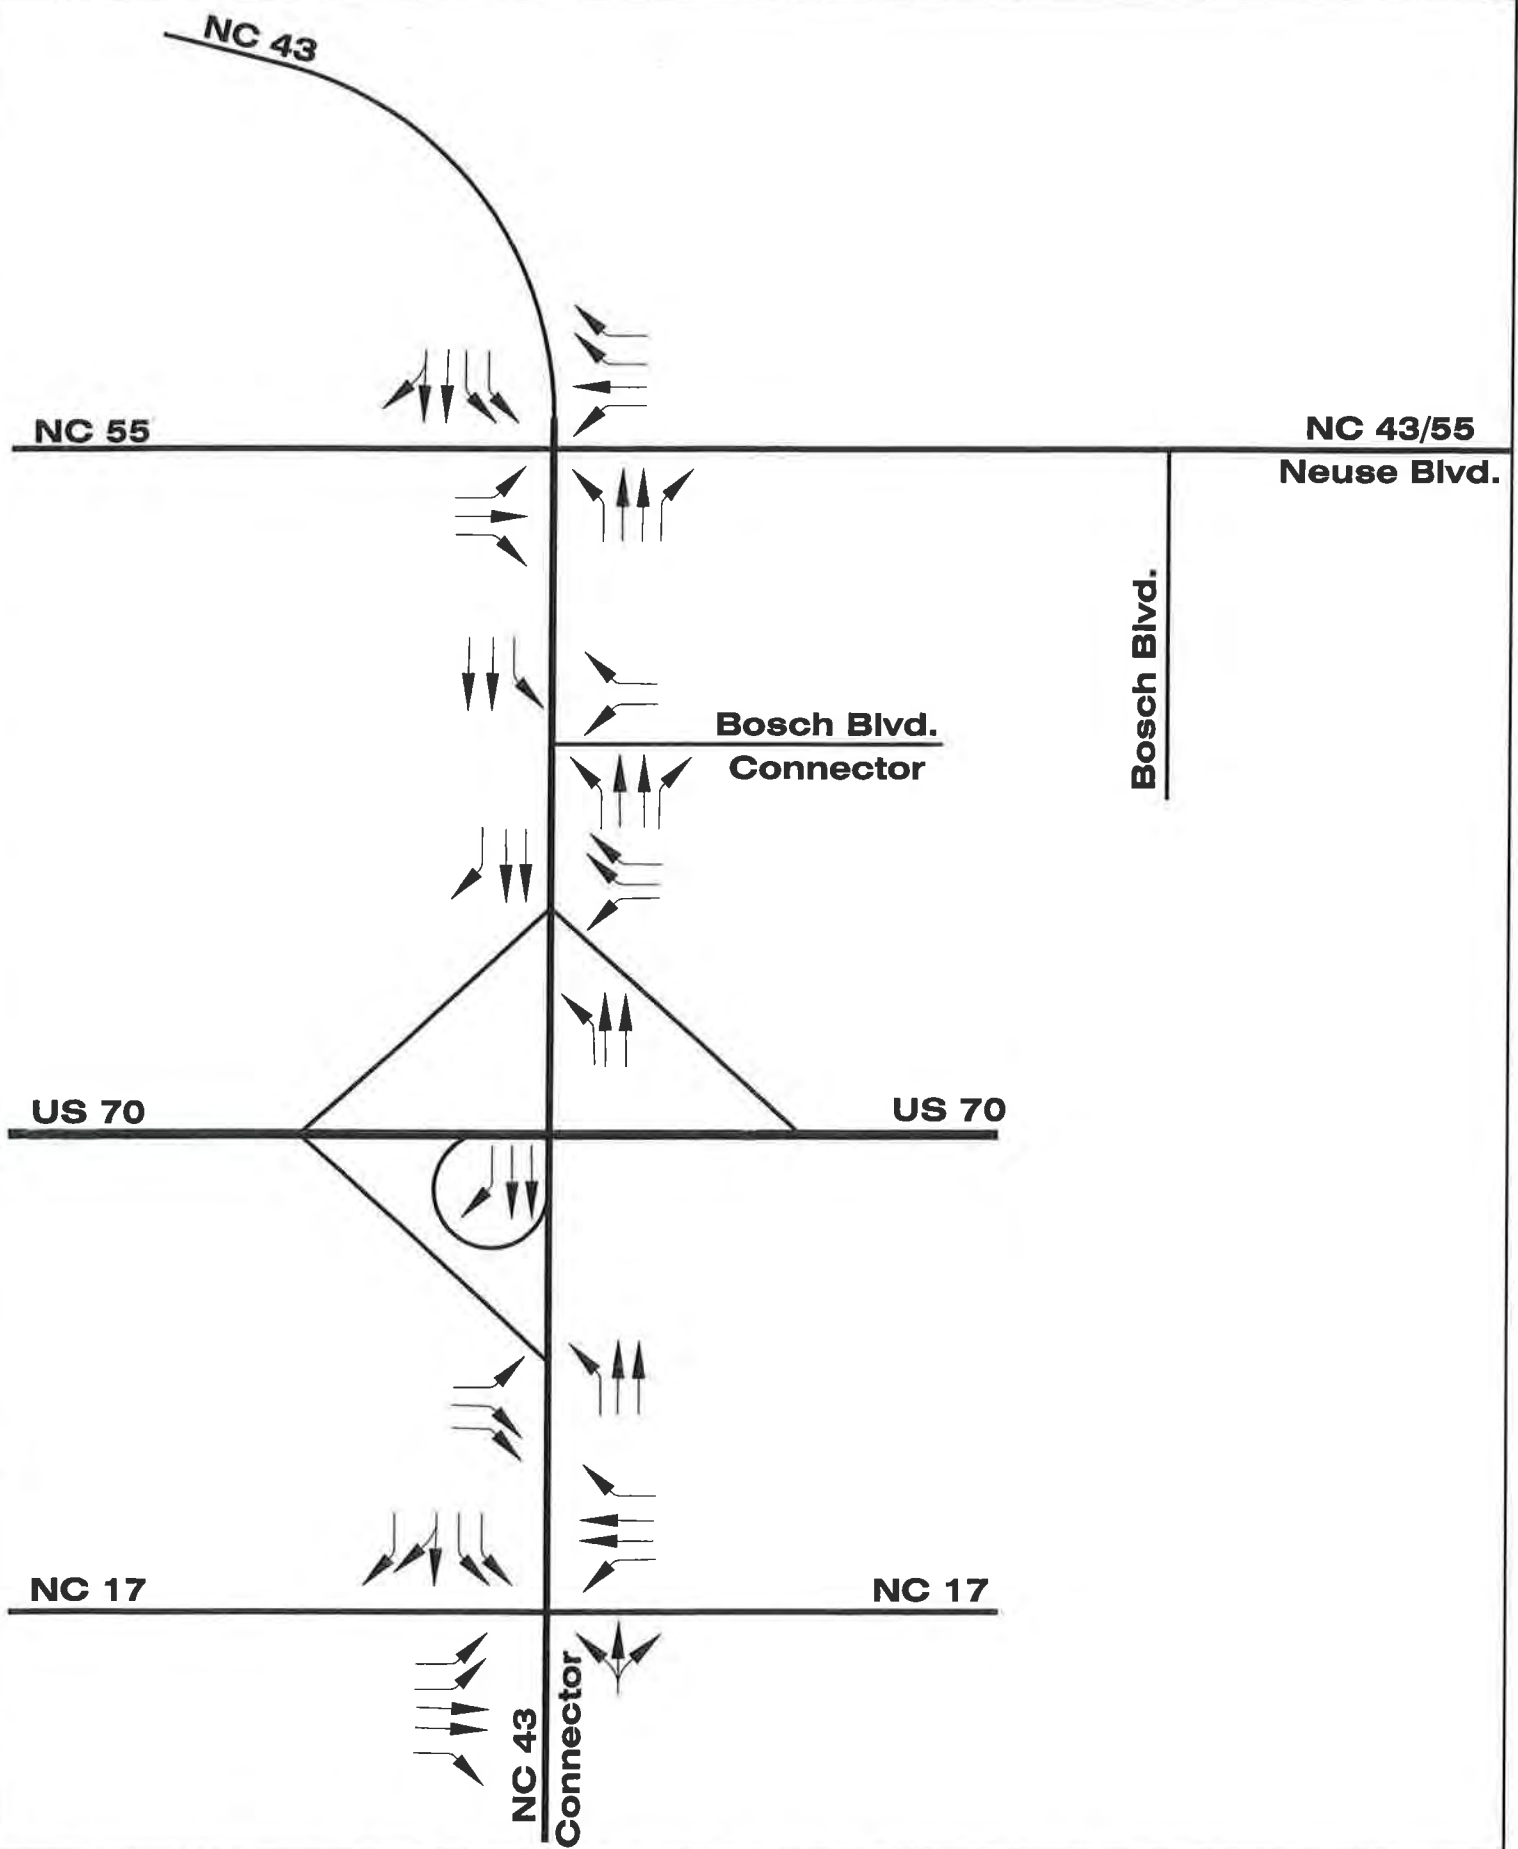 NC 43
NC 55
NC 43/55
Neuse Blvd.
Bosch Blvd.
Bosch Blvd.
Connector
US 70
US 70
NC 17
NC 17
NC 43
Connector